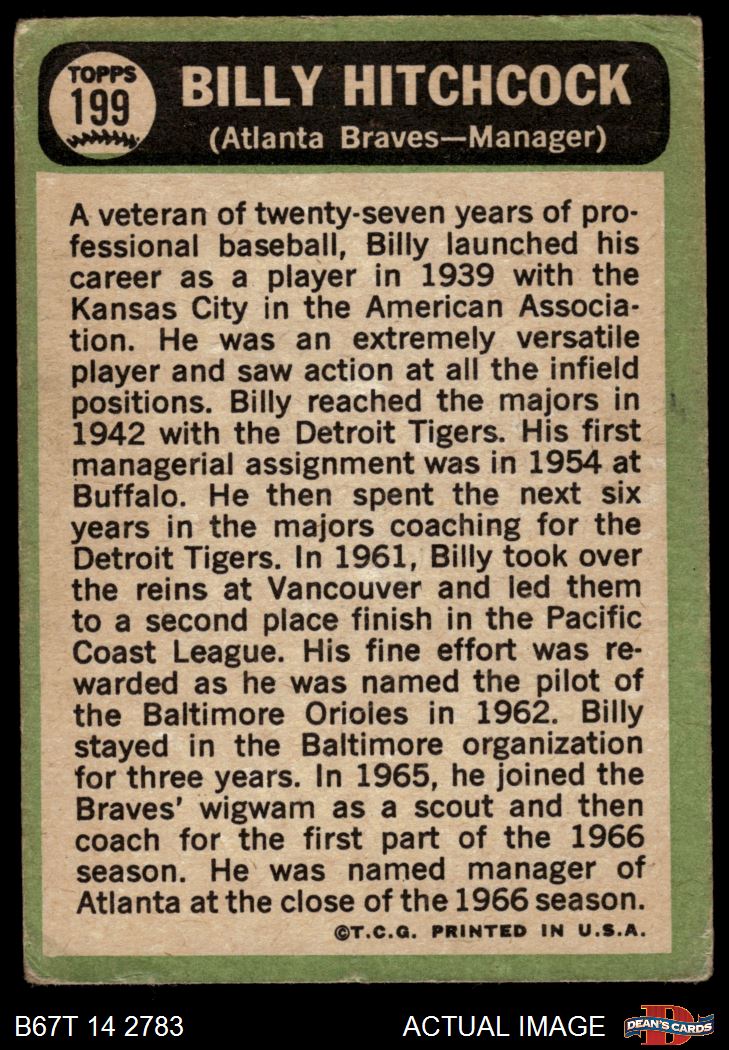 TOPPS
199
BILLY HITCHCOCK
(Atlanta Braves—Manager)
A veteran of twenty-seven years of pro-
fessional baseball, Billy launched his
career as a player in 1939 with the
Kansas City in the American Associa-
tion. He was an extremely versatile
player and saw action at all the infield
positions. Billy reached the majors in
1942 with the Detroit Tigers. His first
managerial assignment was in 1954 at
Buffalo. He then spent the next six
years in the majors coaching for the
Detroit Tigers. In 1961, Billy took over
the reins at Vancouver and led them
to a second place finish in the Pacific
Coast League. His fine effort was re-
warded as he was named the pilot of
the Baltimore Orioles in 1962. Billy
stayed in the Baltimore organization
for three years. In 1965, he joined the
Braves' wigwam as a scout and then
coach for the first part of the 1966
season. He was named manager of
Atlanta at the close of the 1966 season.
©T.C.G. PRINTED IN U.S.A.
B67T 14 2783
ACTUAL IMAGE
D
DEAN'S CARDS